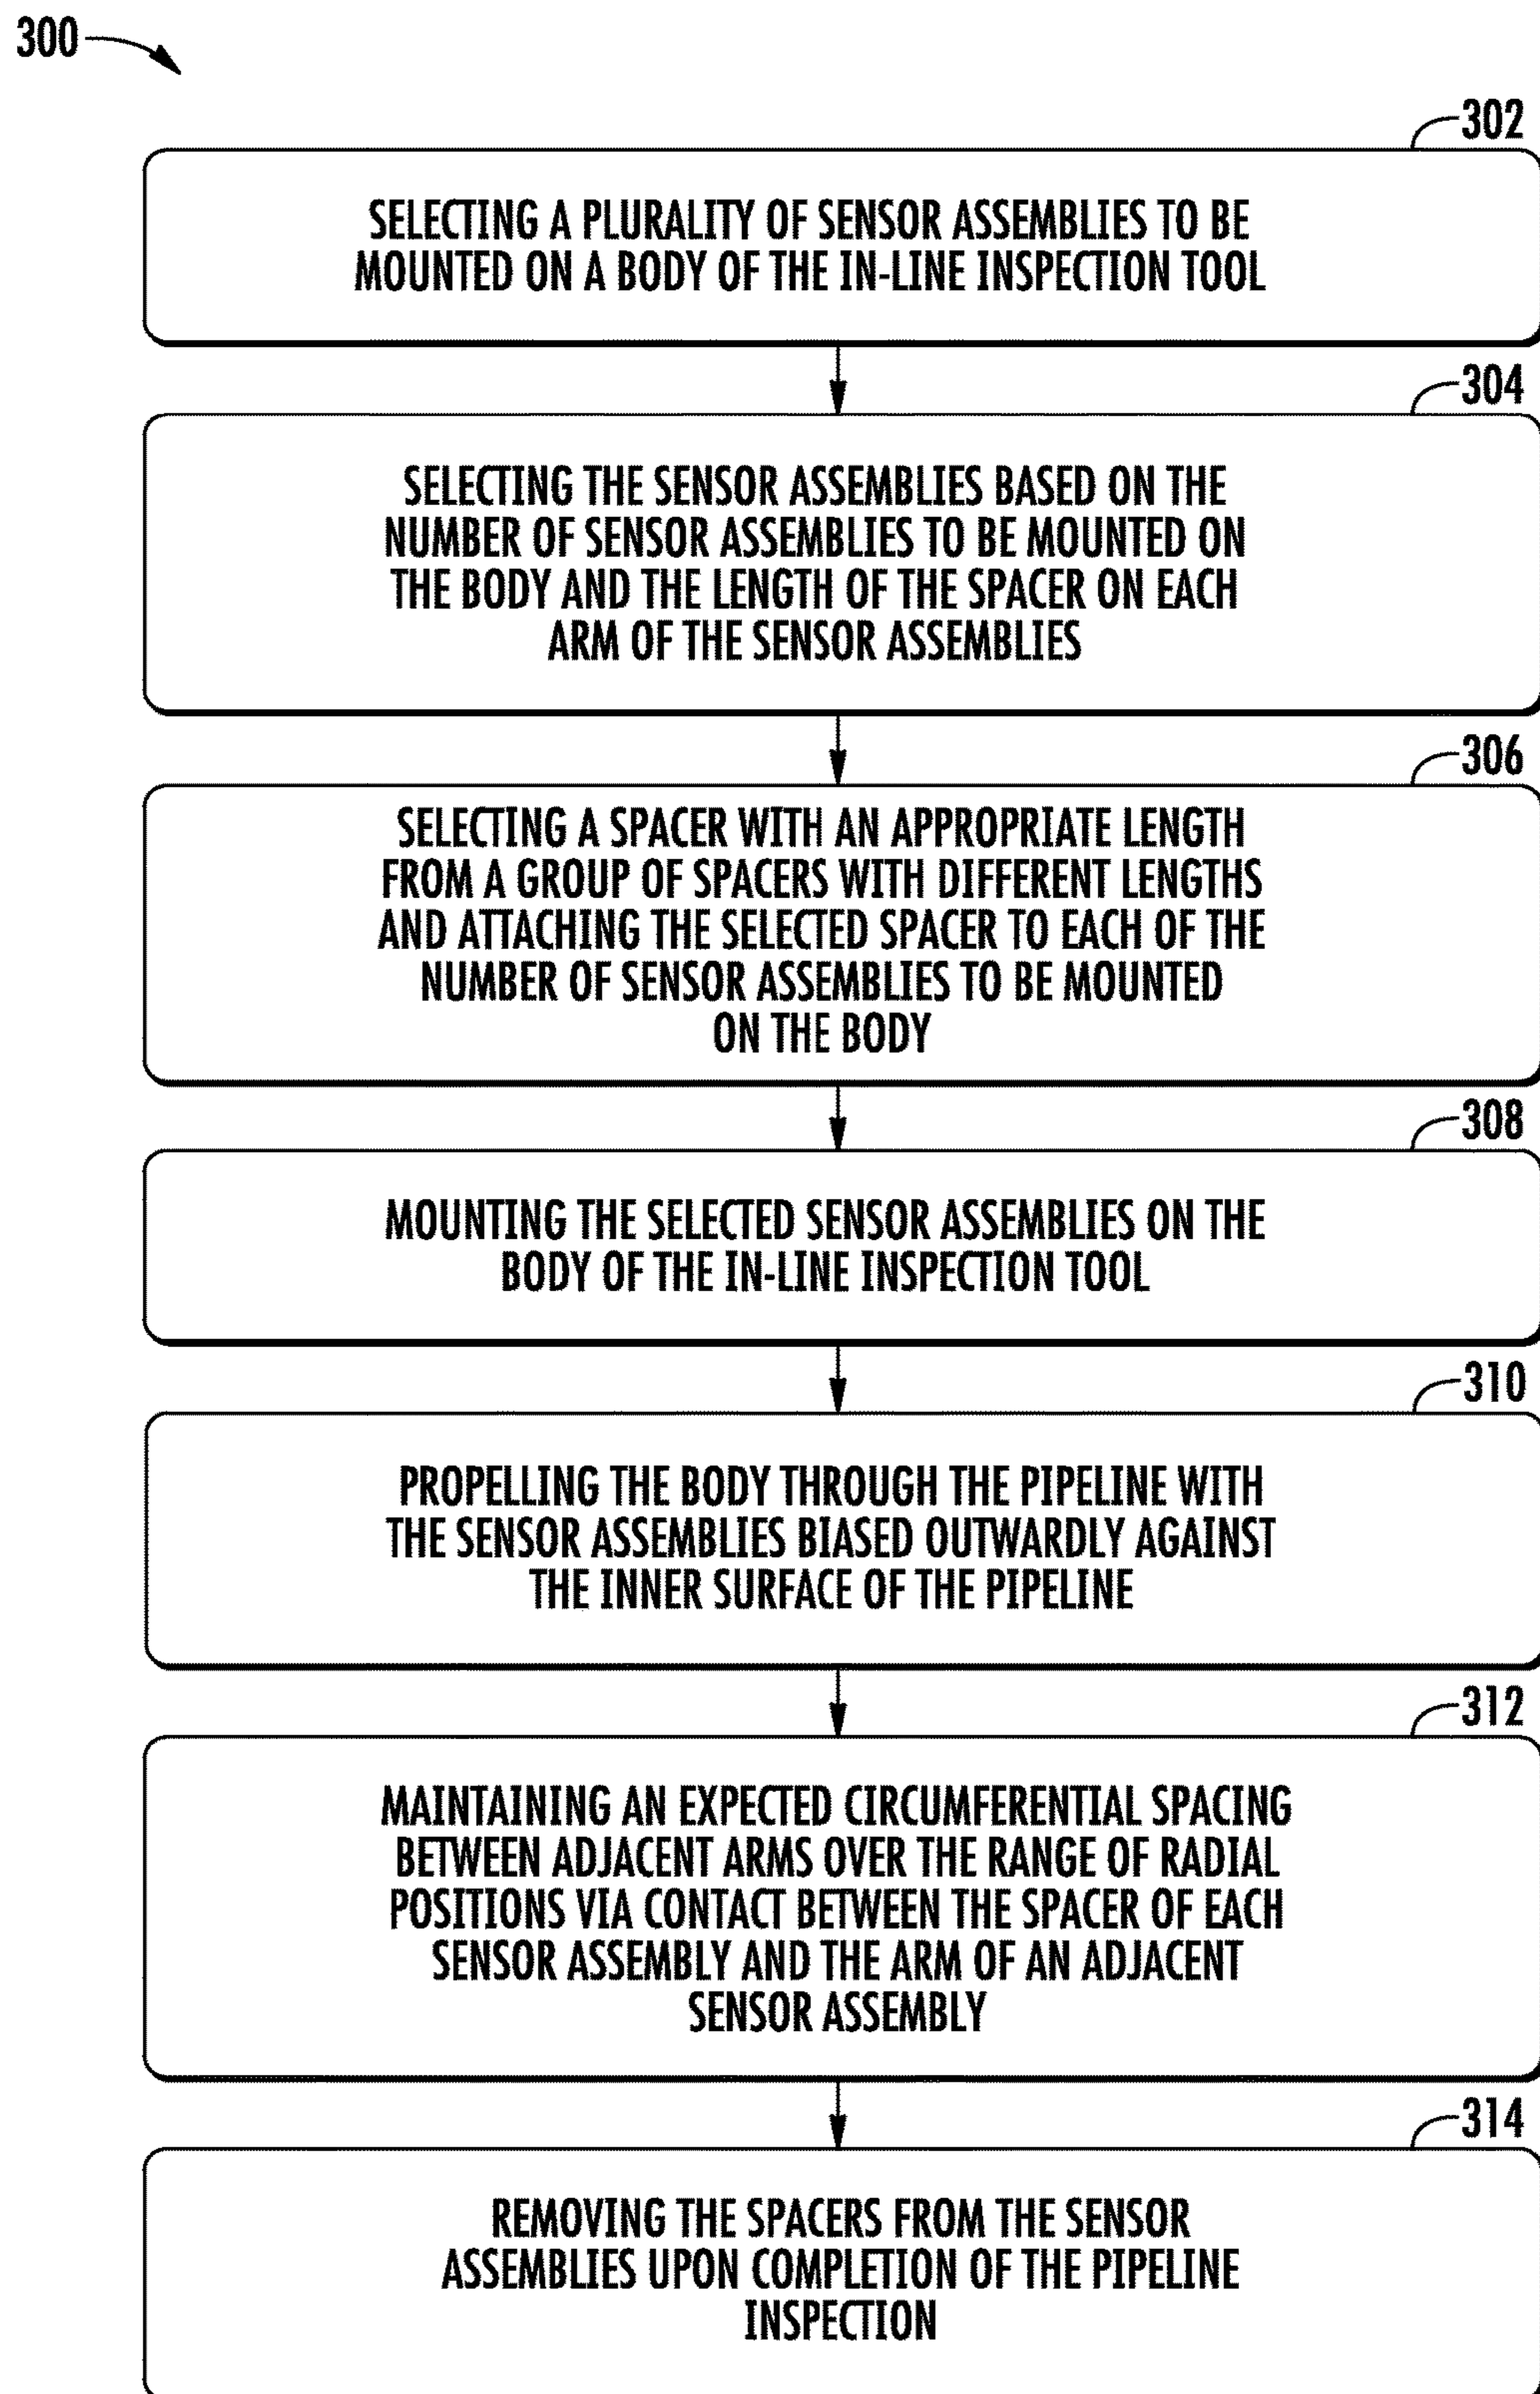 300
302
SELECTING A PLURALITY OF SENSOR ASSEMBLIES TO BE
MOUNTED ON A BODY OF THE IN-LINE INSPECTION TOOL
304
SELECTING THE SENSOR ASSEMBLIES BASED ON THE
NUMBER OF SENSOR ASSEMBLIES TO BE MOUNTED ON
THE BODY AND THE LENGTH OF THE SPACER ON EACH
ARM OF THE SENSOR ASSEMBLIES
306
SELECTING A SPACER WITH AN APPROPRIATE LENGTH
FROM A GROUP OF SPACERS WITH DIFFERENT LENGTHS
AND ATTACHING THE SELECTED SPACER TO EACH OF THE
NUMBER OF SENSOR ASSEMBLIES TO BE MOUNTED
ON THE BODY
308
MOUNTING THE SELECTED SENSOR ASSEMBLIES ON THE
BODY OF THE IN-LINE INSPECTION TOOL
310
PROPELLING THE BODY THROUGH THE PIPELINE WITH
THE SENSOR ASSEMBLIES BIASED OUTWARDLY AGAINST
THE INNER SURFACE OF THE PIPELINE
312
MAINTAINING AN EXPECTED CIRCUMFERENTIAL SPACING
BETWEEN ADJACENT ARMS OVER THE RANGE OF RADIAL
POSITIONS VIA CONTACT BETWEEN THE SPACER OF EACH
SENSOR ASSEMBLY AND THE ARM OF AN ADJACENT
SENSOR ASSEMBLY
314
REMOVING THE SPACERS FROM THE SENSOR
ASSEMBLIES UPON COMPLETION OF THE PIPELINE
INSPECTION